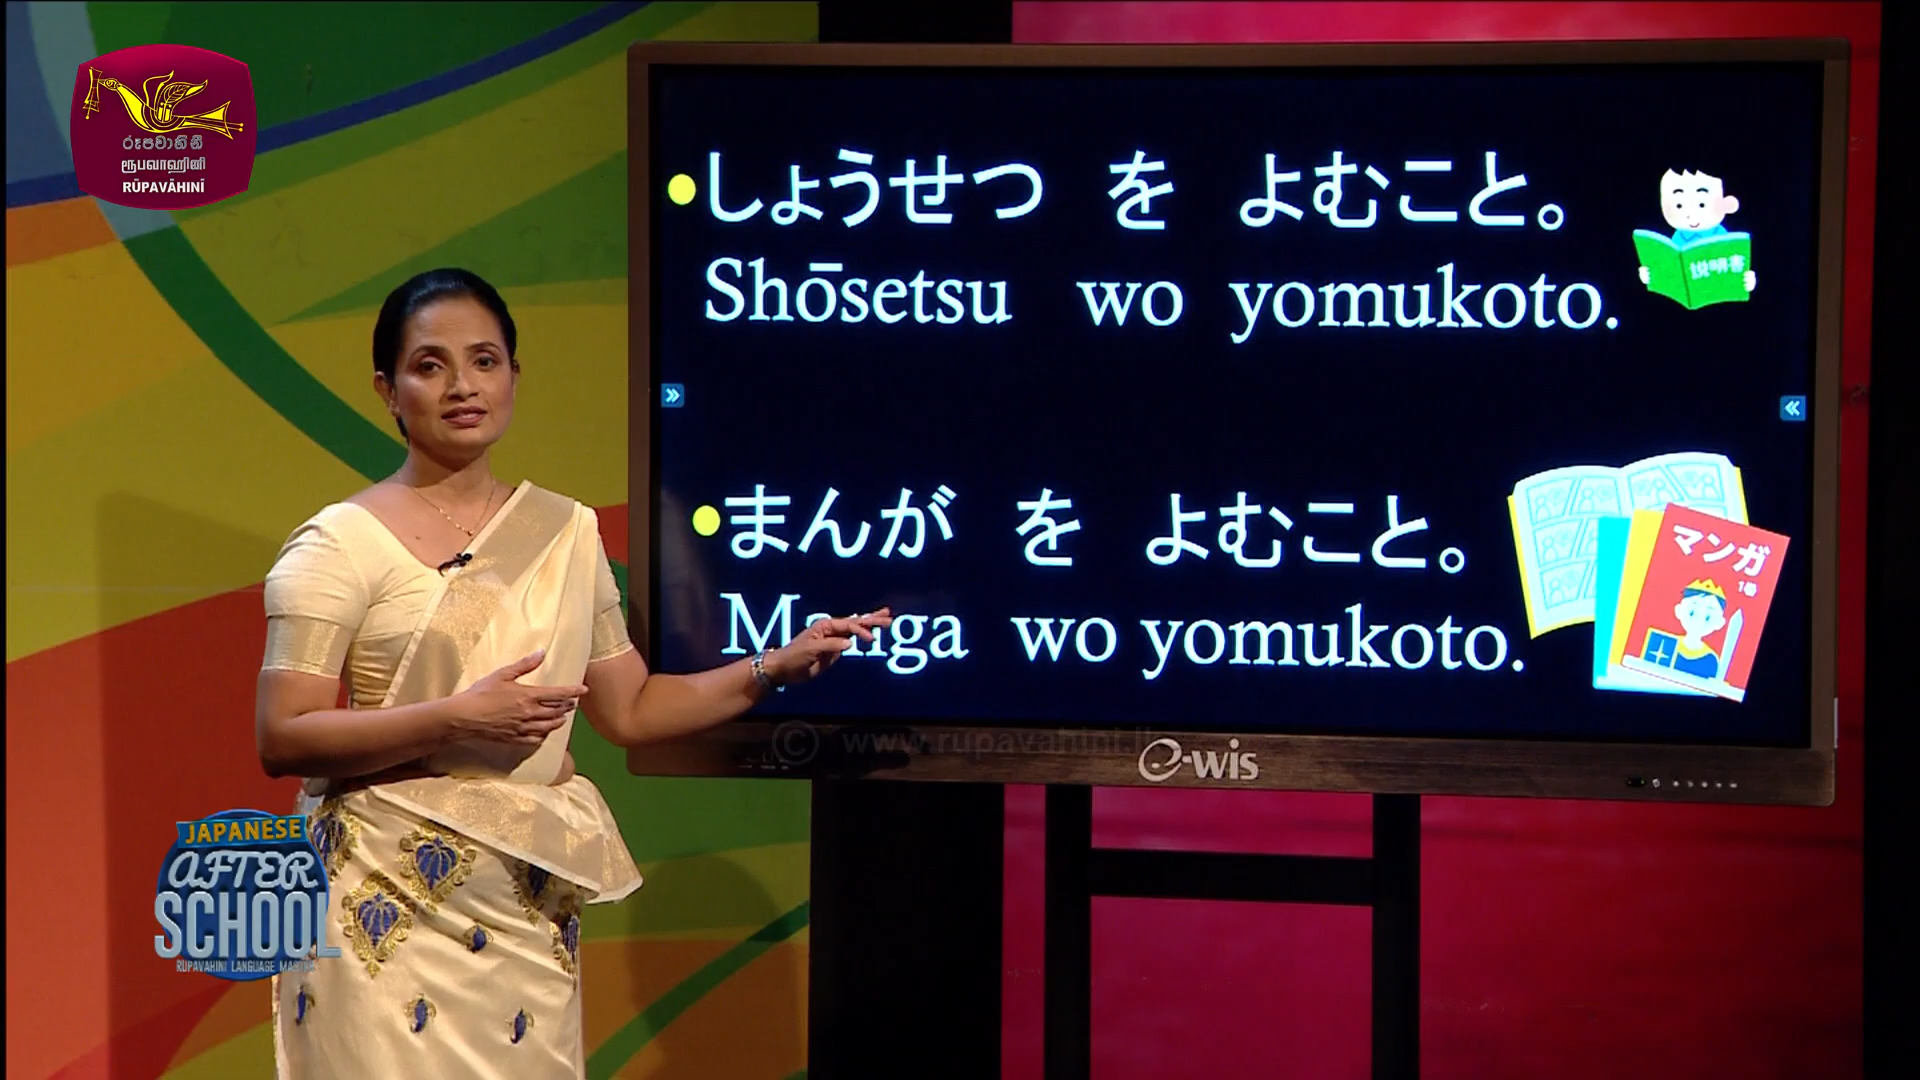 රූපවාහිනී
ரூபவாஹினி
RŪPAVĀHINĪ
しょうせつ を よむこと。
Shōsetsu wo yomukoto.
説明書
まんが を よむこと。
Manga wo yomukoto.
マンガ
1巻
© www.rupavahini.lk
e-wis
JAPANESE
AFTER
SCHOOL
RUPAVAHINI LANGUAGE